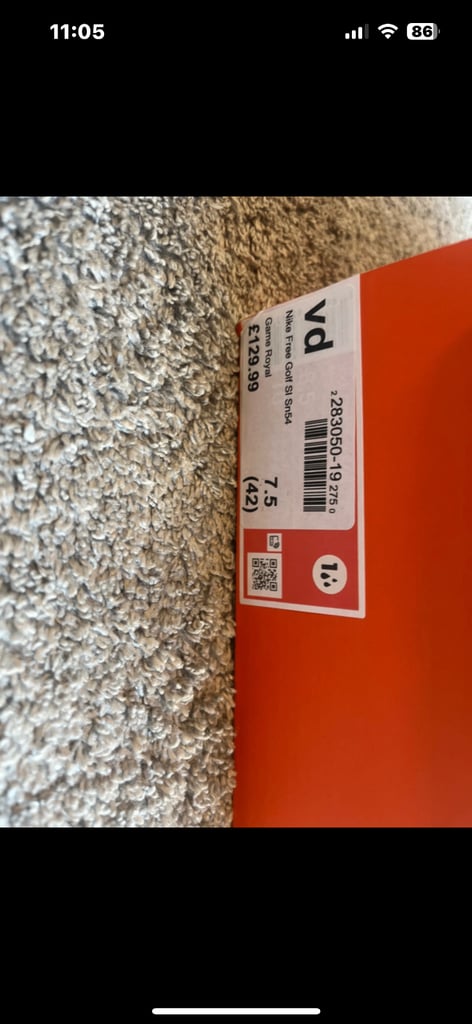 11:05
86
vd
Nike Free Golf Sl Sn54
Game Royal
£129.99
2 283050-19 275 0
7.5
(42)